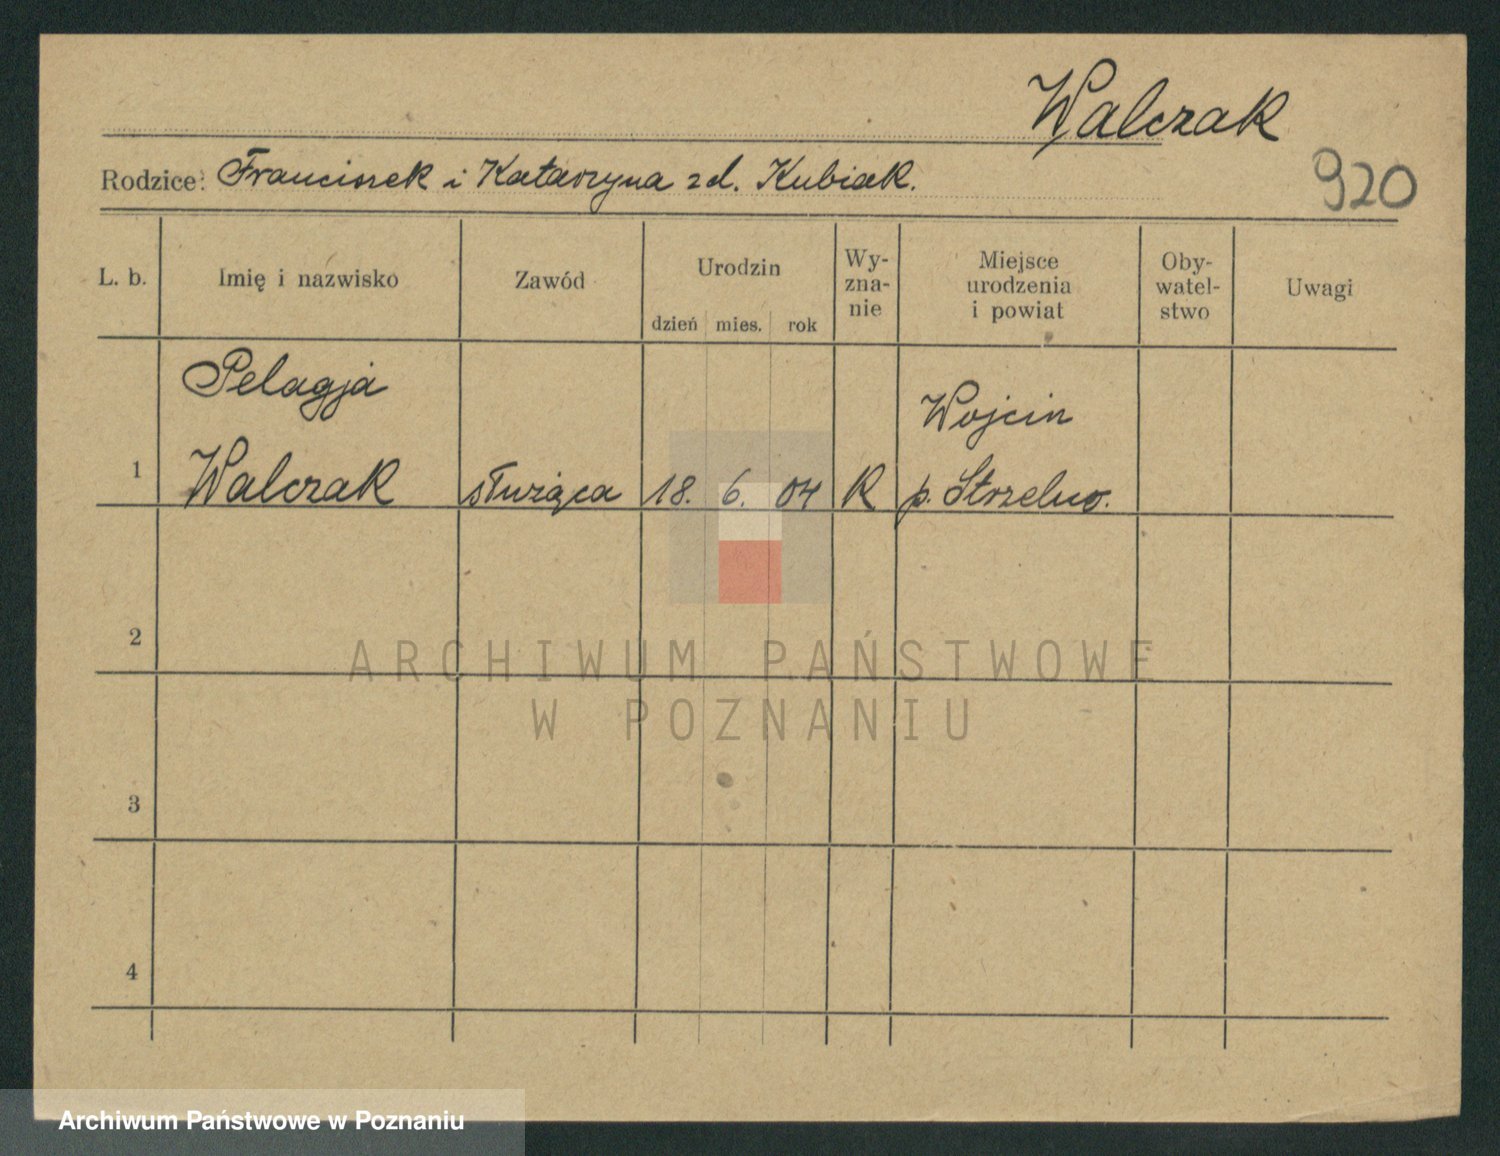 Walczak
Rodzice: Franciszek i Katarzyna zd. Kubiak.
920
L. b. Imię i nazwisko Zawód Urodzin dzień mies. rok Wy-zna-nie Miejsce urodzenia i powiat Oby-watel-stwo Uwagi
Pelagja
Wojcin
1 Walczak służąca 18. 6. 04 K p. Strzelno.
2
ARCHIWUM PAŃSTWOWE
W POZNANIU
3
4
Archiwum Państwowe w Poznaniu